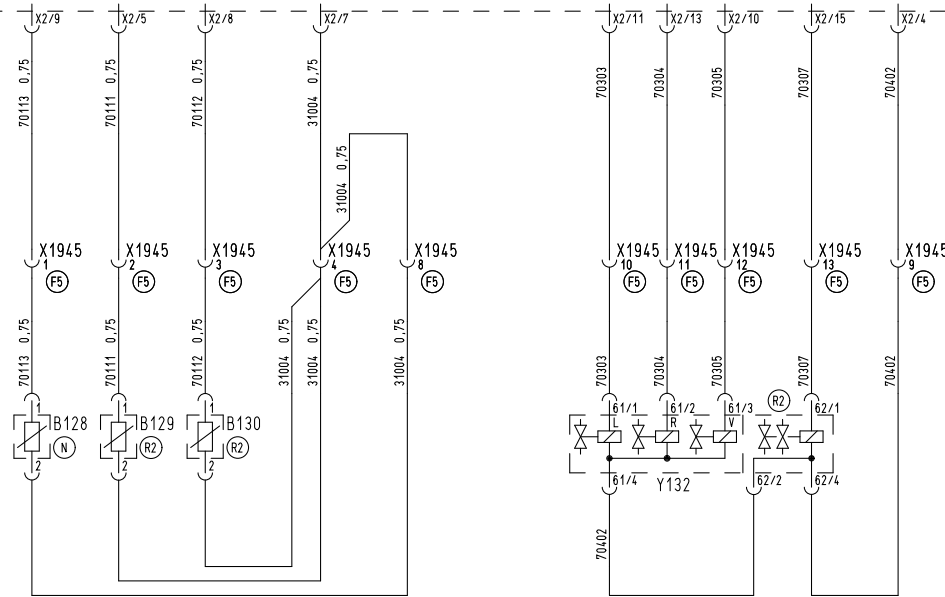 X2/9 X2/5 X2/8 X2/7 X2/11 X2/13 X2/10 X2/15 X2/4
70113 0,75 70111 0,75 70112 0,75 31004 0,75 70303 70304 70305 70307 70402
31004 0,75
X1945 X1945 X1945 X1945 X1945 X1945 X1945 X1945 X1945 X1945
1 2 3 4 8 10 11 12 13 9
F5 F5 F5 F5 F5 F5 F5 F5 F5 F5
70113 0,75 70111 0,75 70112 0,75 31004 0,75 31004 0,75 31004 0,75 70303 70304 70305 70307 70402
1 1 1 61/1 61/2 61/3 R2 62/1
B128 B129 B130 L R V
N R2 R2
2 2 2 61/4 Y132 62/2 62/4
70402